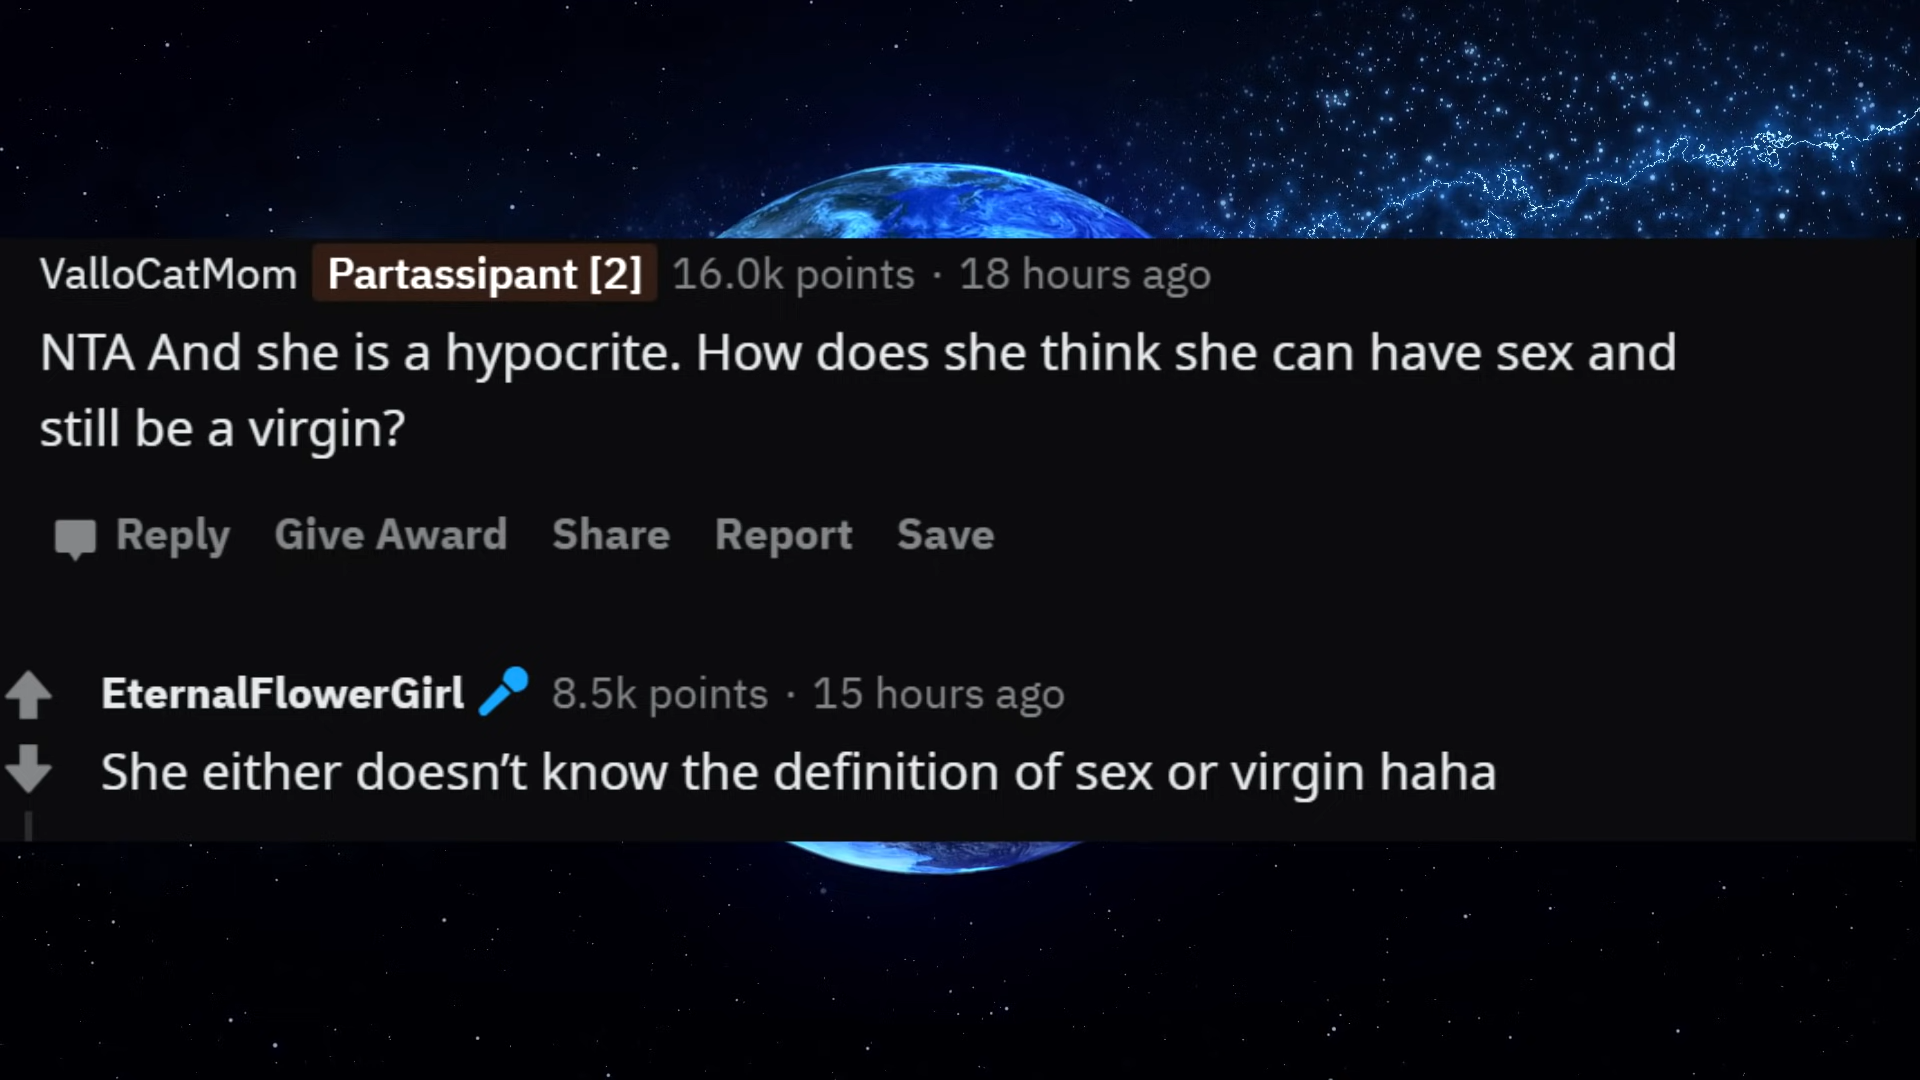 ValloCatMom Partassipant [2] 16.0k points · 18 hours ago
NTA And she is a hypocrite. How does she think she can have sex and
still be a virgin?
Reply Give Award Share Report Save
EternalFlowerGirl 8.5k points · 15 hours ago
She either doesn’t know the definition of sex or virgin haha